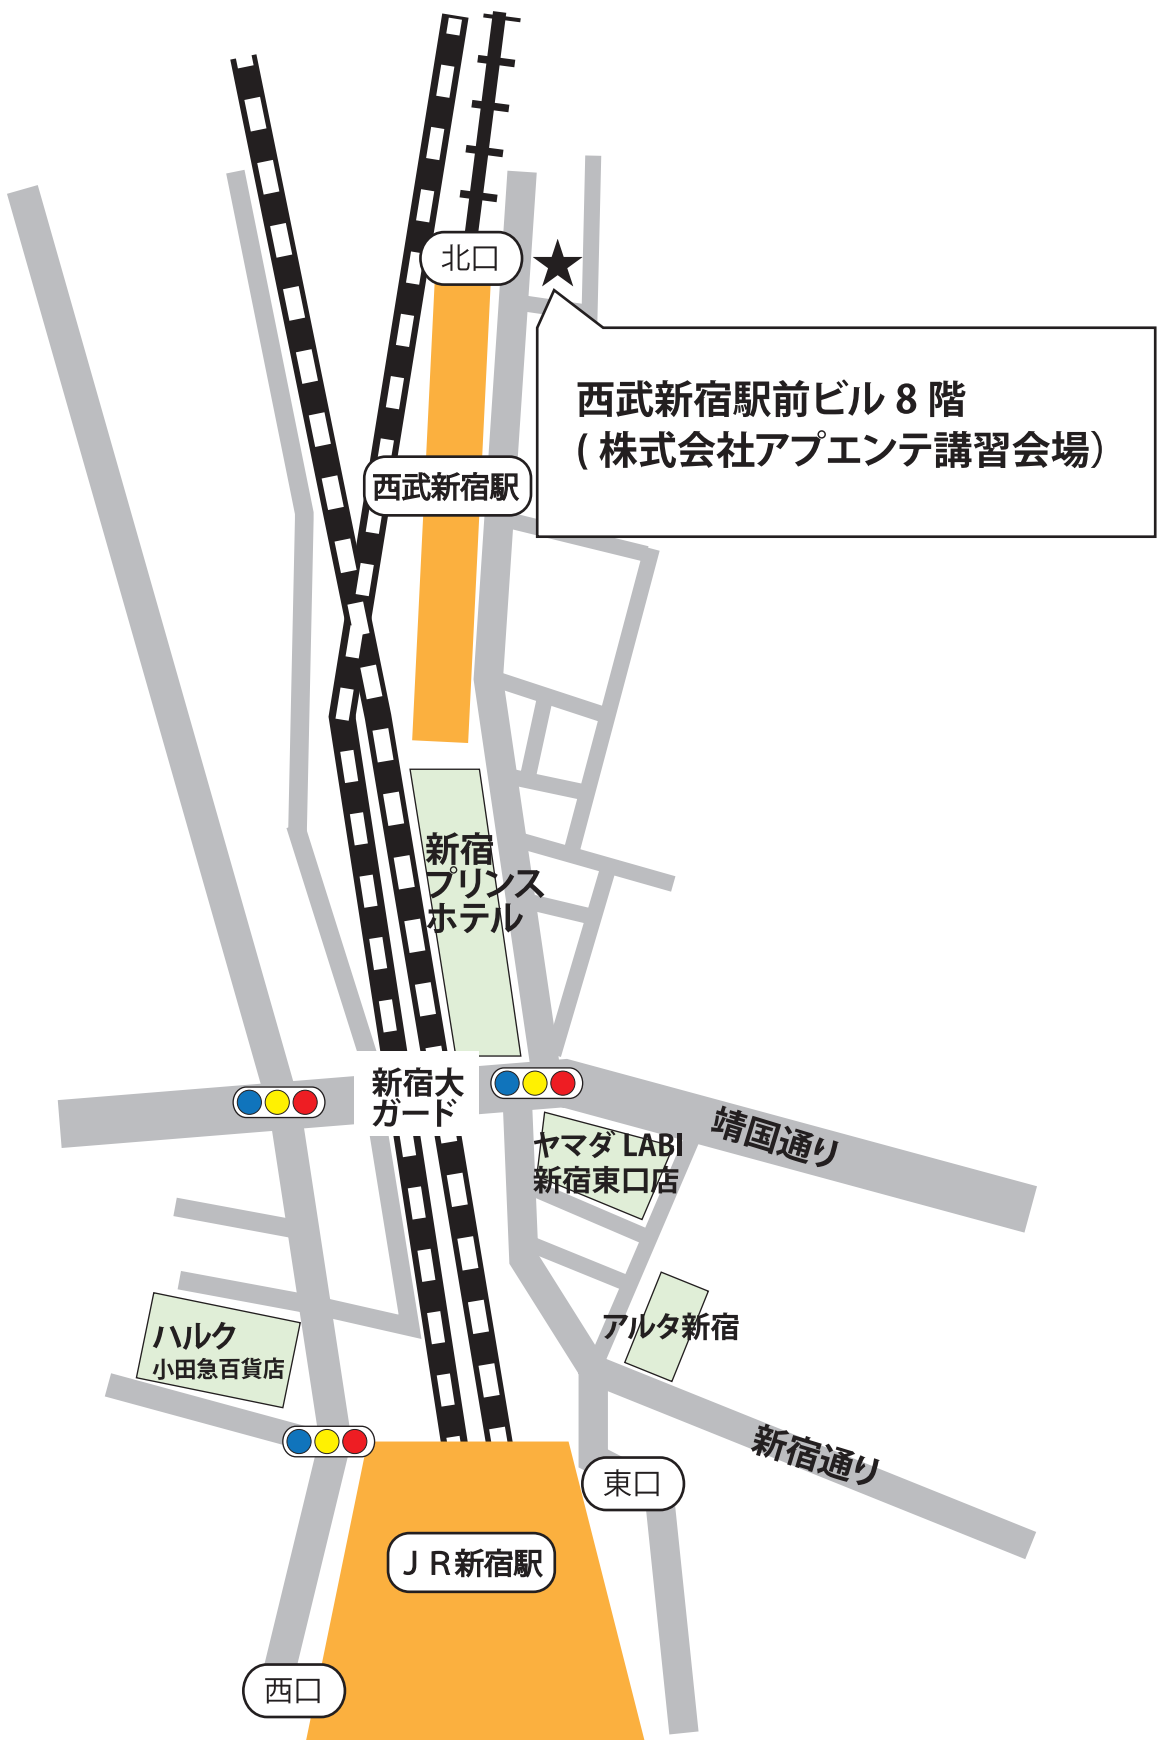 北口
西武新宿駅前ビル 8 階
( 株式会社アプエンテ講習会場）
西武新宿駅
新宿
プリンス
ホテル
新宿大
ガード
靖国通り
ヤマダ LABI
新宿東口店
アルタ新宿
ハルク
小田急百貨店
新宿通り
東口
ＪＲ新宿駅
西口